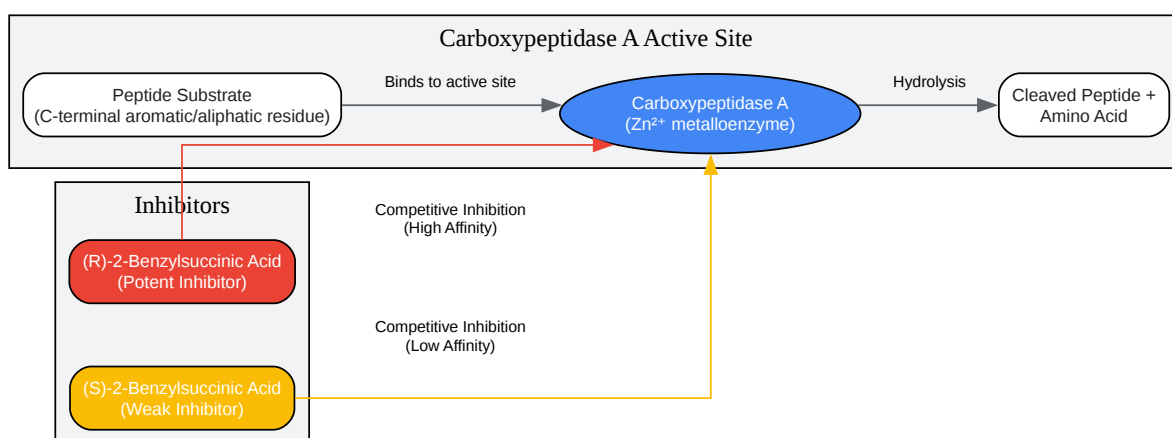 Carboxypeptidase A Active Site
Peptide Substrate
(C-terminal aromatic/aliphatic residue)
Binds to active site
Carboxypeptidase A
(Zn²⁺ metalloenzyme)
Hydrolysis
Cleaved Peptide +
Amino Acid
Inhibitors
Competitive Inhibition
(High Affinity)
(R)-2-Benzylsuccinic Acid
(Potent Inhibitor)
Competitive Inhibition
(Low Affinity)
(S)-2-Benzylsuccinic Acid
(Weak Inhibitor)